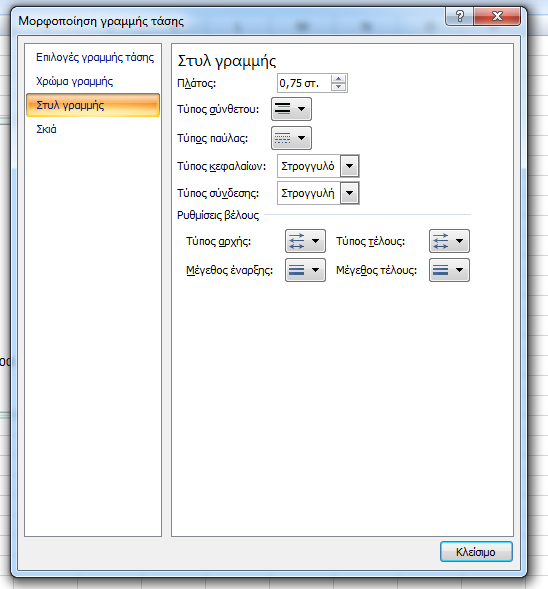 Μορφοποίηση γραμμής τάσης
Επιλογές γραμμής τάσης
Χρώμα γραμμής
Στυλ γραμμής
Σκιά
Στυλ γραμμής
Πλάτος: 0,75 στ.
Τύπος σύνθετου:
Τύπος παύλας:
Τύπος κεφαλαίων: Στρογγυλό
Τύπος σύνδεσης: Στρογγυλή
Ρυθμίσεις βέλους
Τύπος αρχής: Τύπος τέλους:
Μέγεθος έναρξης: Μέγεθος τέλους:
Κλείσιμο